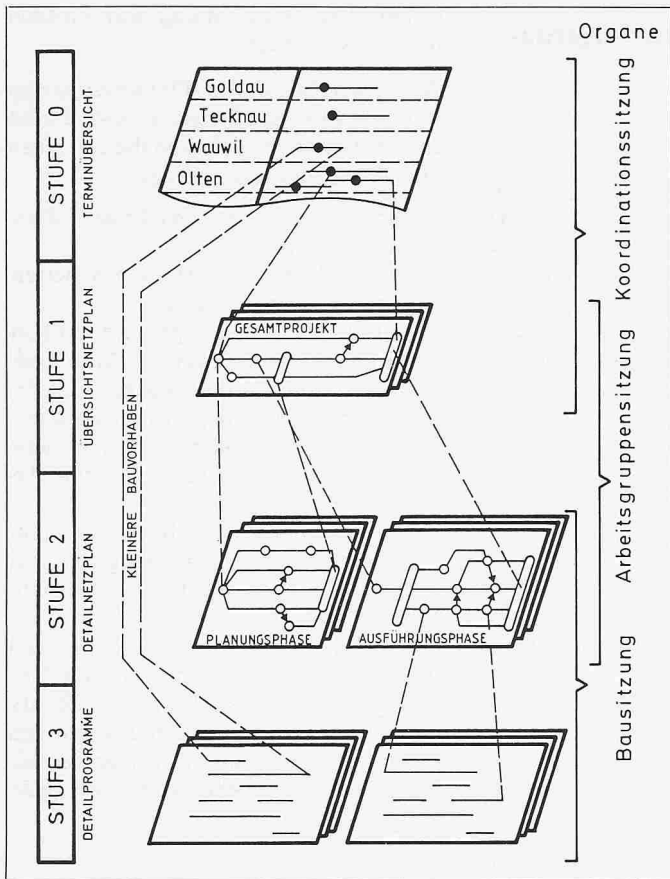 Organe
STUFE 0
TERMINÜBERSICHT
Goldau
Tecknau
Wauwil
Olten
Koordinationssitzung
STUFE 1
ÜBERSICHTSNETZPLAN
GESAMTPROJEKT
KLEINERE BAUVORHABEN
Arbeitsgruppensitzung
STUFE 2
DETAILNETZPLAN
PLANUNGSPHASE
AUSFÜHRUNGSPHASE
Bausitzung
STUFE 3
DETAILPROGRAMME